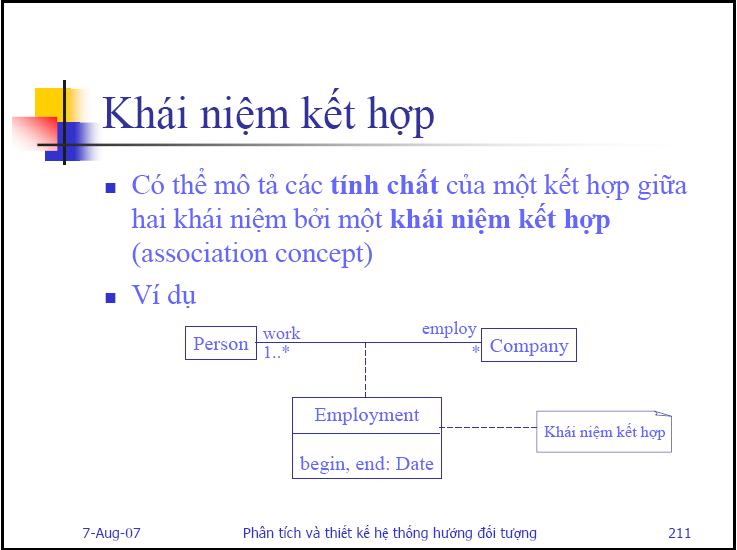 Khái niệm kết hợp
Có thể mô tả các tính chất của một kết hợp giữa
hai khái niệm bởi một khái niệm kết hợp
(association concept)
Ví dụ
Person
work
1..*
employ
*
Company
Employment
begin, end: Date
Khái niệm kết hợp
7-Aug-07
Phân tích và thiết kế hệ thống hướng đối tượng
211